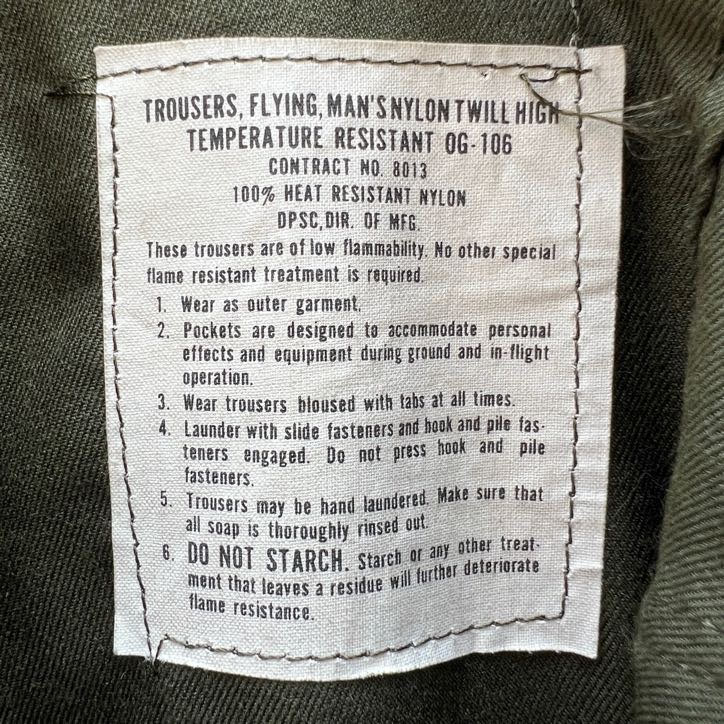 TROUSERS, FLYING, MAN'S NYLON TWILL HIGH
TEMPERATURE RESISTANT OG-106
CONTRACT NO. 8013
100% HEAT RESISTANT NYLON
DPSC, DIR. OF MFG.
These trousers are of low flammability. No other special
flame resistant treatment is required.
1. Wear as outer garment.
2. Pockets are designed to accommodate personal
effects and equipment during ground and in-flight
operation.
3. Wear trousers bloused with tabs at all times.
4. Launder with slide fasteners and hook and pile fas-
teners engaged. Do not press hook and pile
fasteners.
5. Trousers may be hand laundered. Make sure that
all soap is thoroughly rinsed out.
6. DO NOT STARCH. Starch or any other treat-
ment that leaves a residue will further deteriorate
flame resistance.